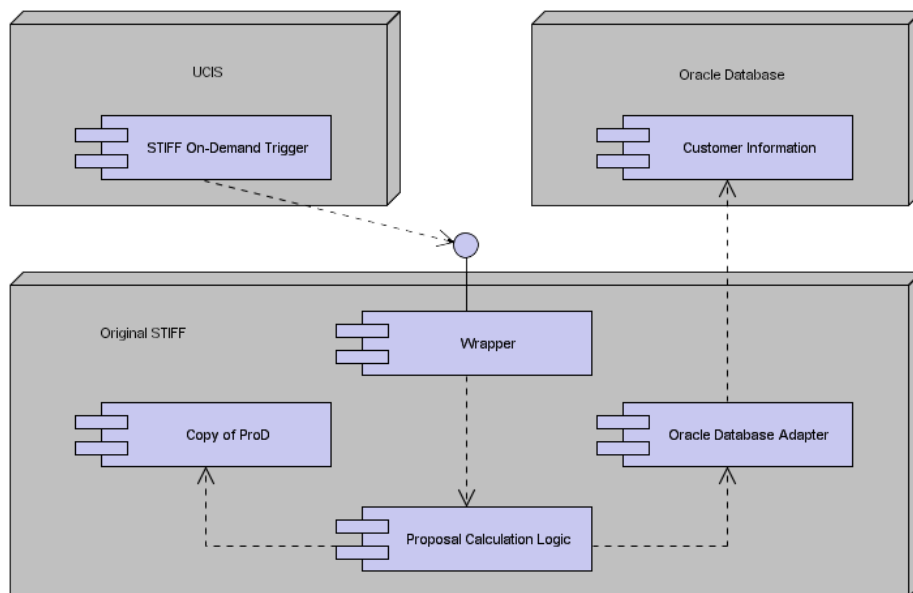 UCIS
Oracle Database
STIFF On-Demand Trigger
Customer Information
Original STIFF
Wrapper
Copy of ProD
Oracle Database Adapter
Proposal Calculation Logic